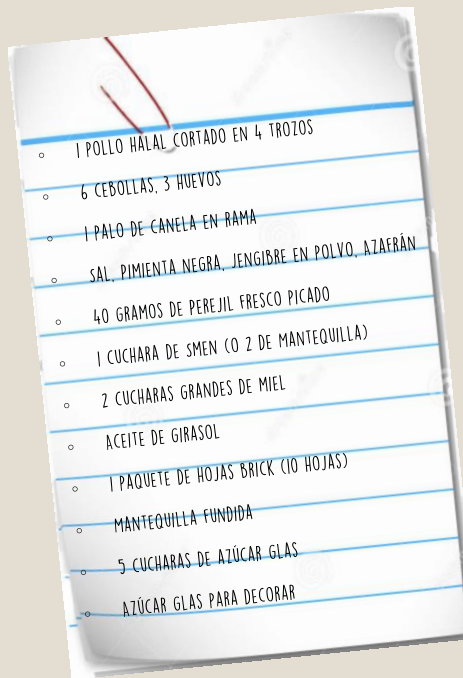 1 POLLO HALAL CORTADO EN 4 TROZOS
6 CEBOLLAS, 3 HUEVOS
1 PALO DE CANELA EN RAMA
SAL, PIMIENTA NEGRA, JENGIBRE EN POLVO, AZAFRÁN
40 GRAMOS DE PEREJIL FRESCO PICADO
1 CUCHARA DE SMEN (O 2 DE MANTEQUILLA)
2 CUCHARAS GRANDES DE MIEL
ACEITE DE GIRASOL
1 PAQUETE DE HOJAS BRICK (10 HOJAS)
MANTEQUILLA FUNDIDA
5 CUCHARAS DE AZÚCAR GLAS
AZÚCAR GLAS PARA DECORAR